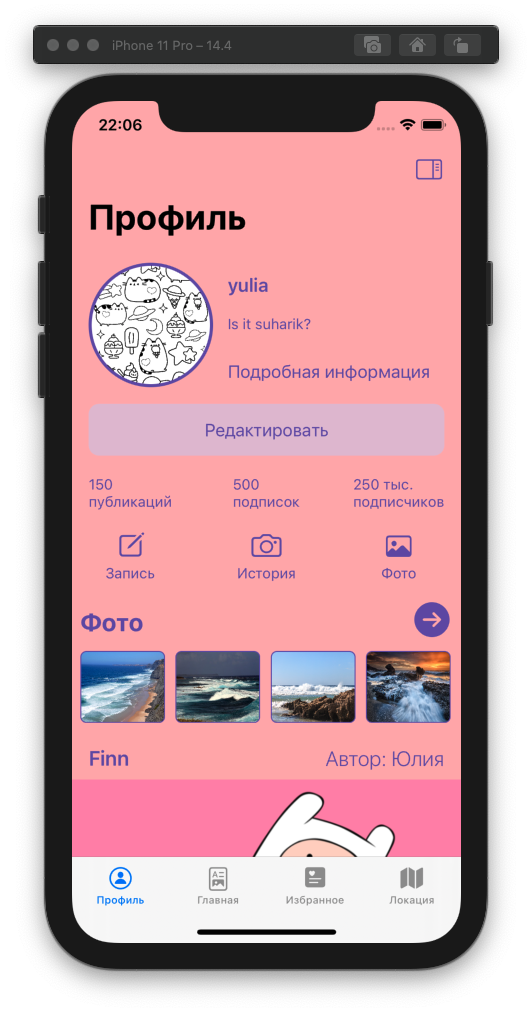 iPhone 11 Pro – 14.4
22:06
Профиль
yulia
Is it suharik?
Подробная информация
Редактировать
150 500 250 тыс.
публикаций подписок подписчиков
Запись История Фото
Фото
Finn Автор: Юлия
Профиль Главная Избранное Локация